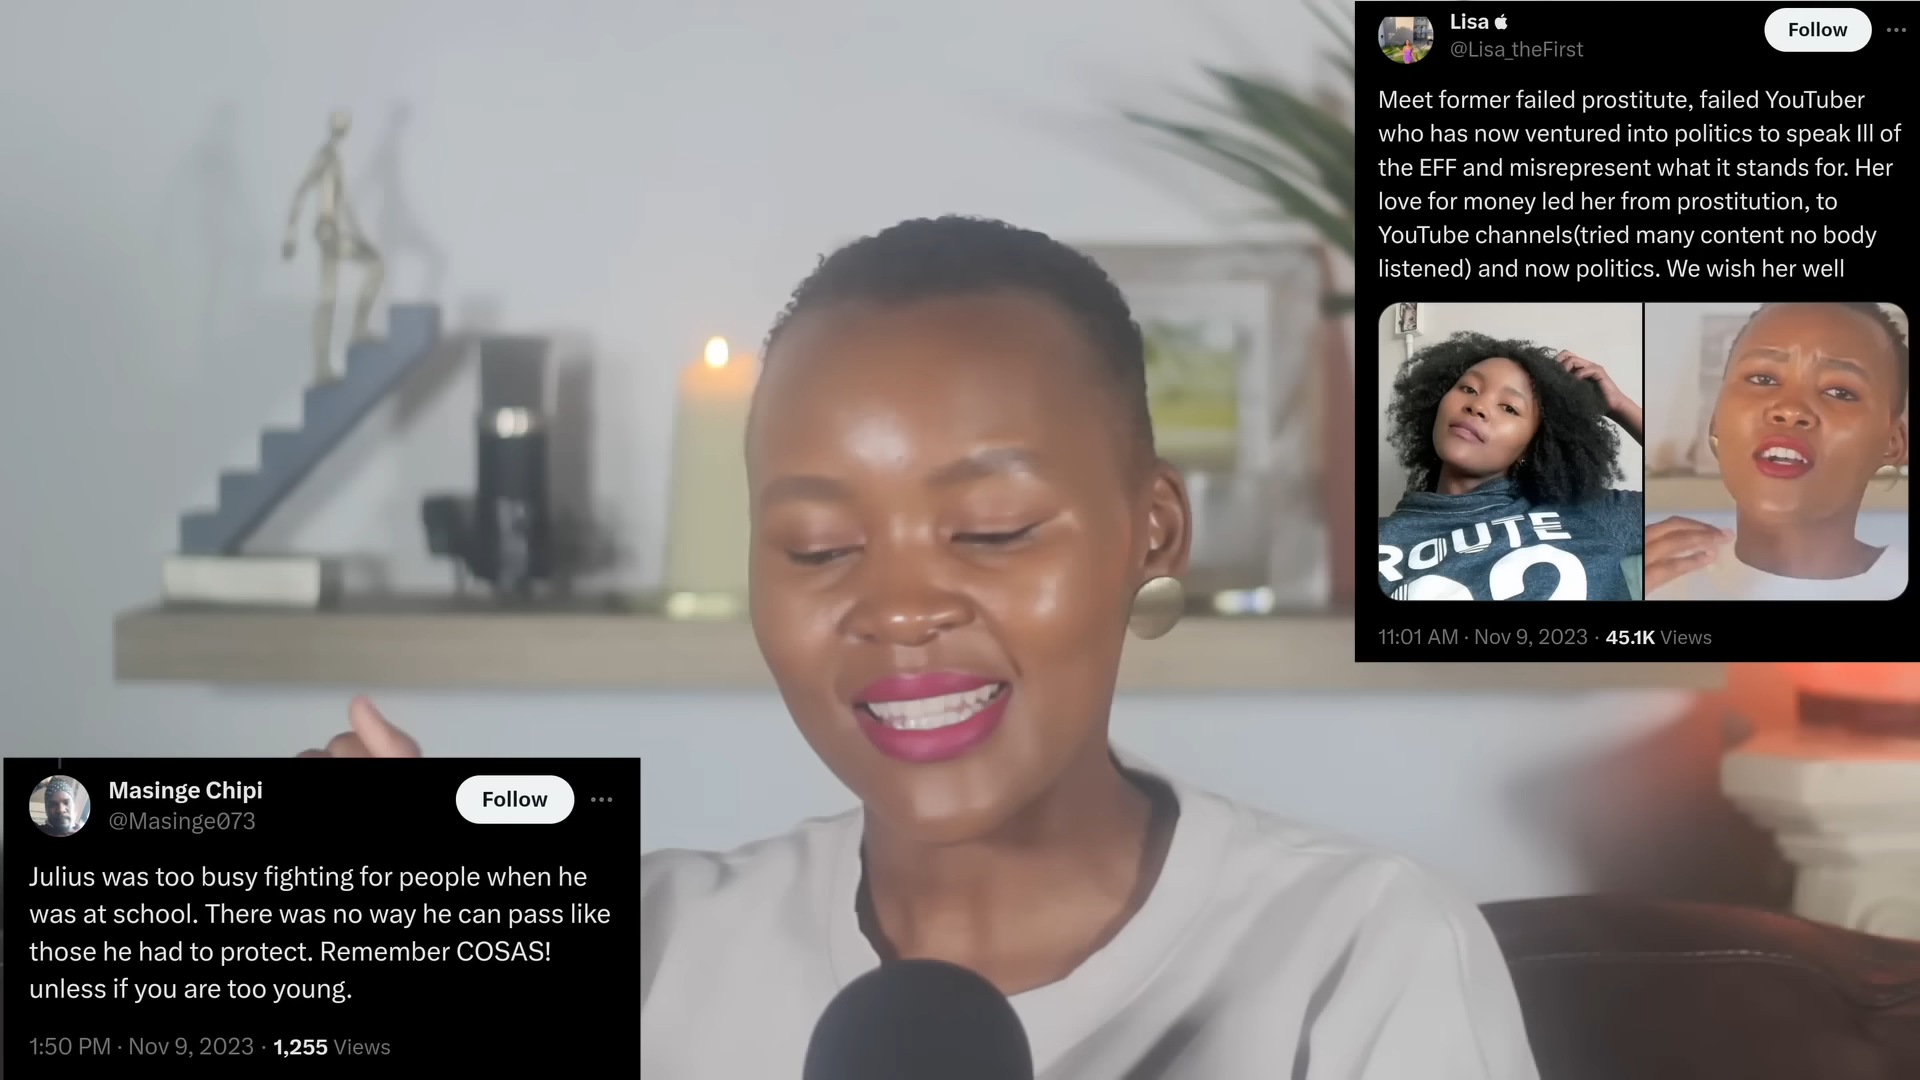 Lisa
@Lisa_theFirst
Follow
Meet former failed prostitute, failed YouTuber
who has now ventured into politics to speak Ill of
the EFF and misrepresent what it stands for. Her
love for money led her from prostitution, to
YouTube channels(tried many content no body
listened) and now politics. We wish her well
ROUTE
11:01 AM · Nov 9, 2023 · 45.1K Views
Masinge Chipi
@Masinge073
Follow
Julius was too busy fighting for people when he
was at school. There was no way he can pass like
those he had to protect. Remember COSAS!
unless if you are too young.
1:50 PM · Nov 9, 2023 · 1,255 Views